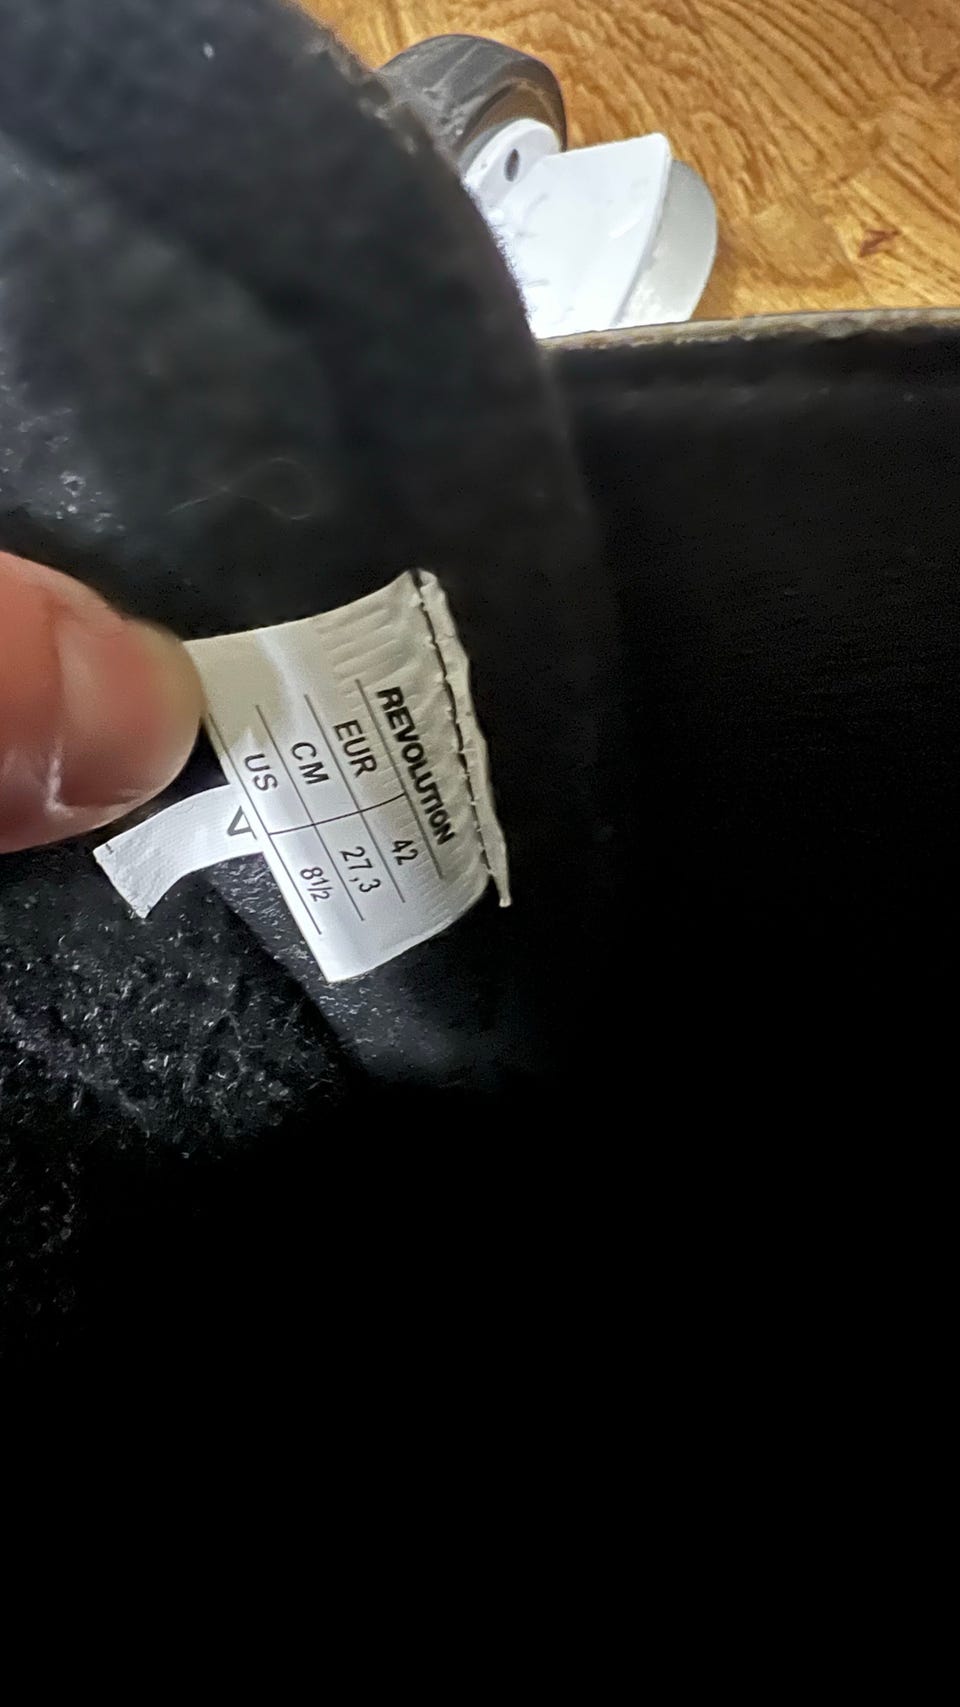 REVOLUTION
EUR 42
CM 27,3
US 8½